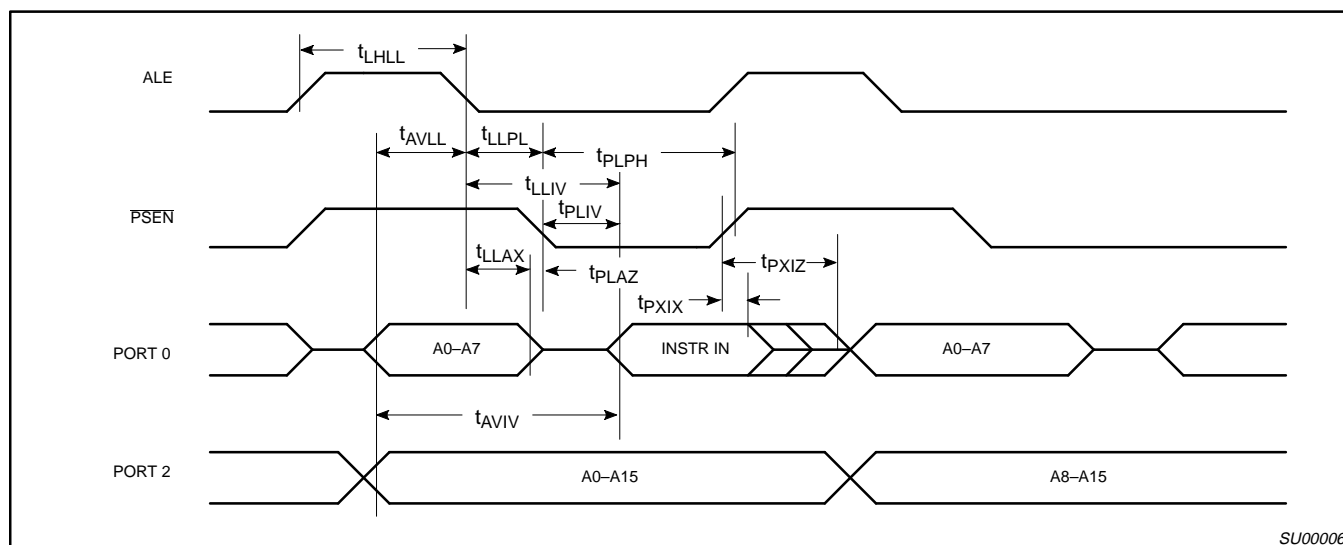 tLHLL
ALE
tAVLL tLLPL tPLPH
tLLIV
PSEN tPLIV
tLLAX tPLAZ tPXIZ
tPXIX
PORT 0 A0–A7 INSTR IN A0–A7
tAVIV
PORT 2 A0–A15 A8–A15
SU00006